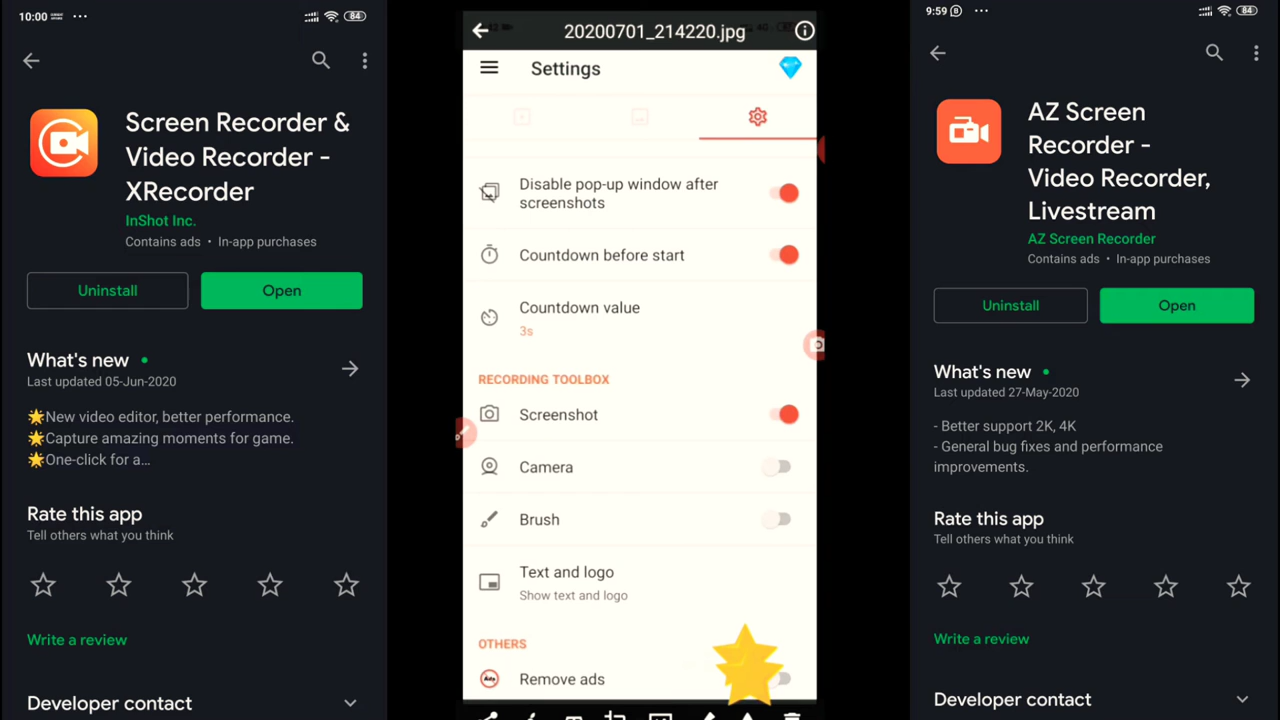 10:00
84
Screen Recorder &
Video Recorder -
XRecorder
InShot Inc.
Contains ads • In-app purchases
Uninstall
Open
What's new
Last updated 05-Jun-2020
🌟New video editor, better performance.
🌟Capture amazing moments for game.
🌟One-click for a...
Rate this app
Tell others what you think
Write a review
Developer contact
20200701_214220.jpg
Settings
Disable pop-up window after
screenshots
Countdown before start
Countdown value
3s
RECORDING TOOLBOX
Screenshot
Camera
Brush
Text and logo
Show text and logo
OTHERS
Remove ads
9:59
84
AZ Screen
Recorder -
Video Recorder,
Livestream
AZ Screen Recorder
Contains ads • In-app purchases
Uninstall
Open
What's new
Last updated 27-May-2020
- Better support 2K, 4K
- General bug fixes and performance
improvements.
Rate this app
Tell others what you think
Write a review
Developer contact